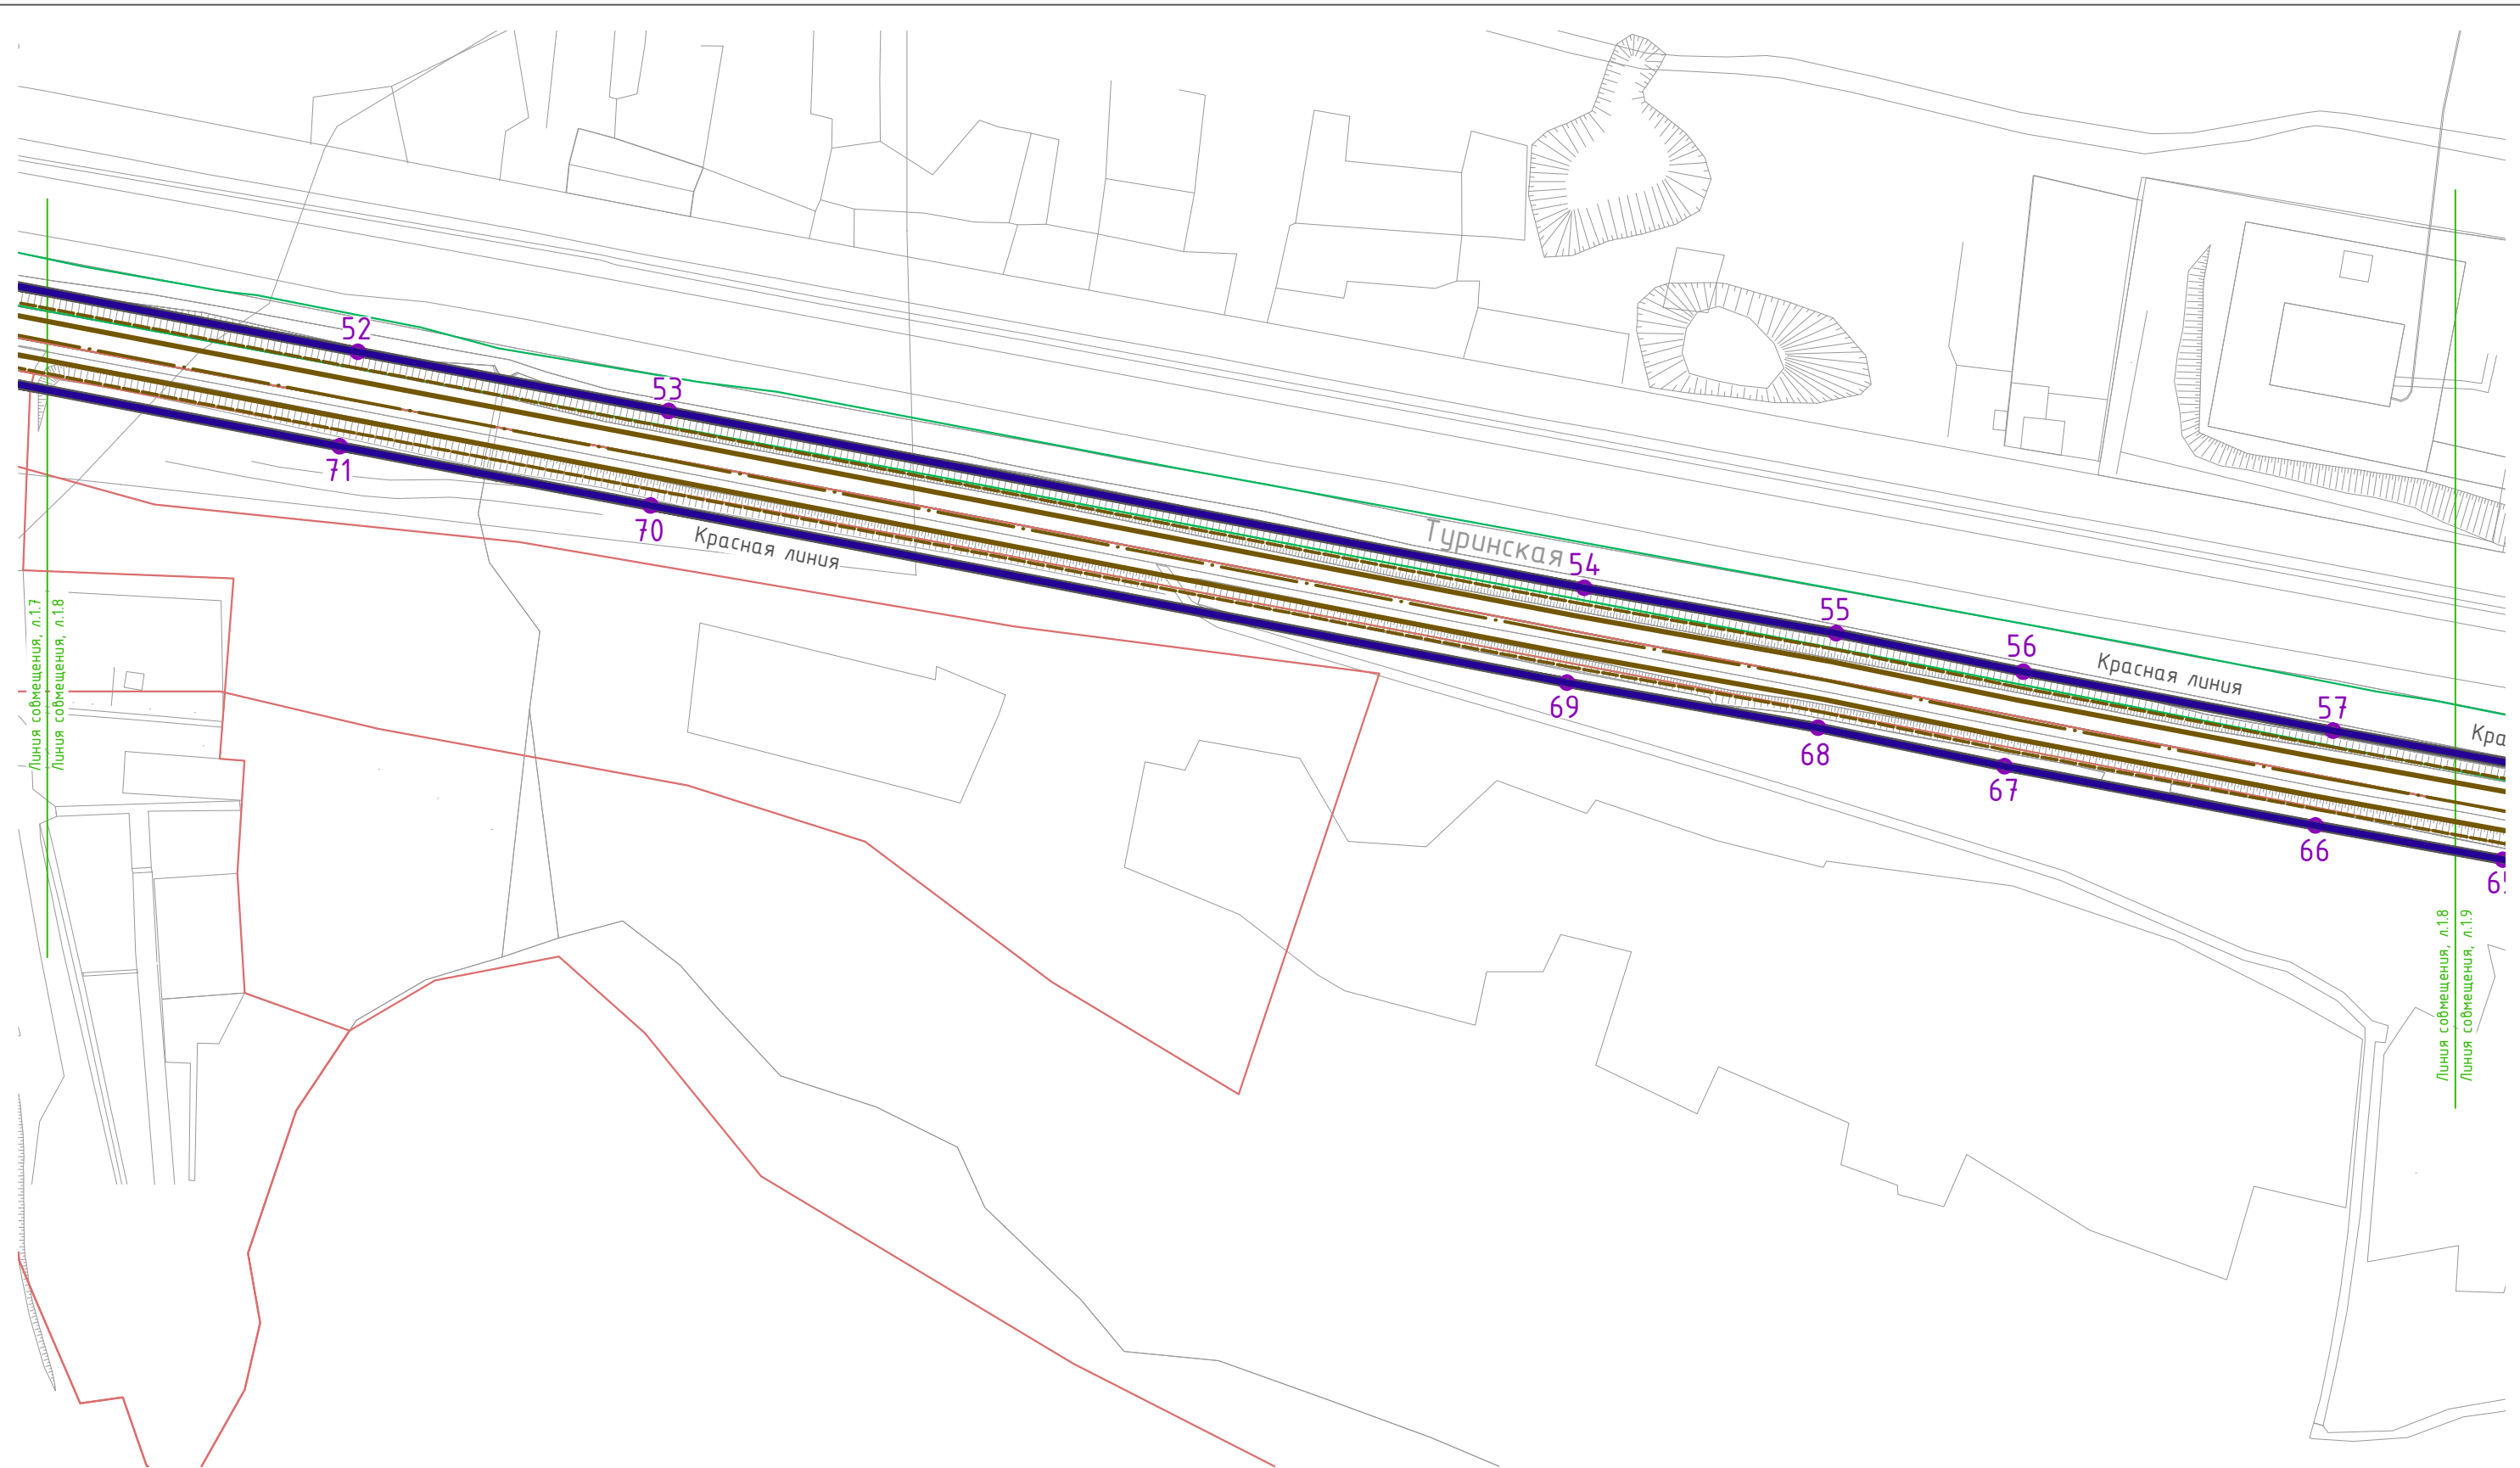 52
53
71
70
Красная линия
Туринская
54
55
56
Красная линия
57
Кра
69
68
67
66
Линия совмещения, л.1.7
Линия совмещения, л.1.8
Линия совмещения, л.1.8
Линия совмещения, л.1.9